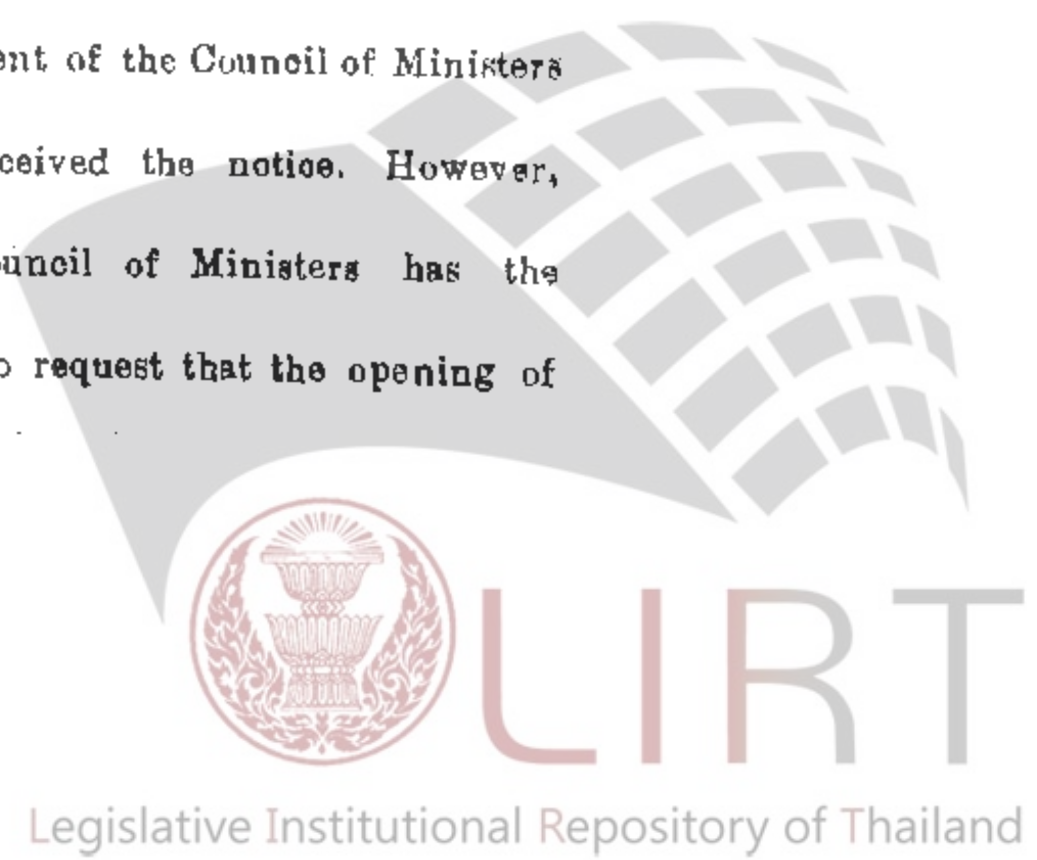 ent of the Council of Ministers
ceived the notice. However,
ouncil of Ministers has the
o request that the opening of
LIRT
Legislative Institutional Repository of Thailand